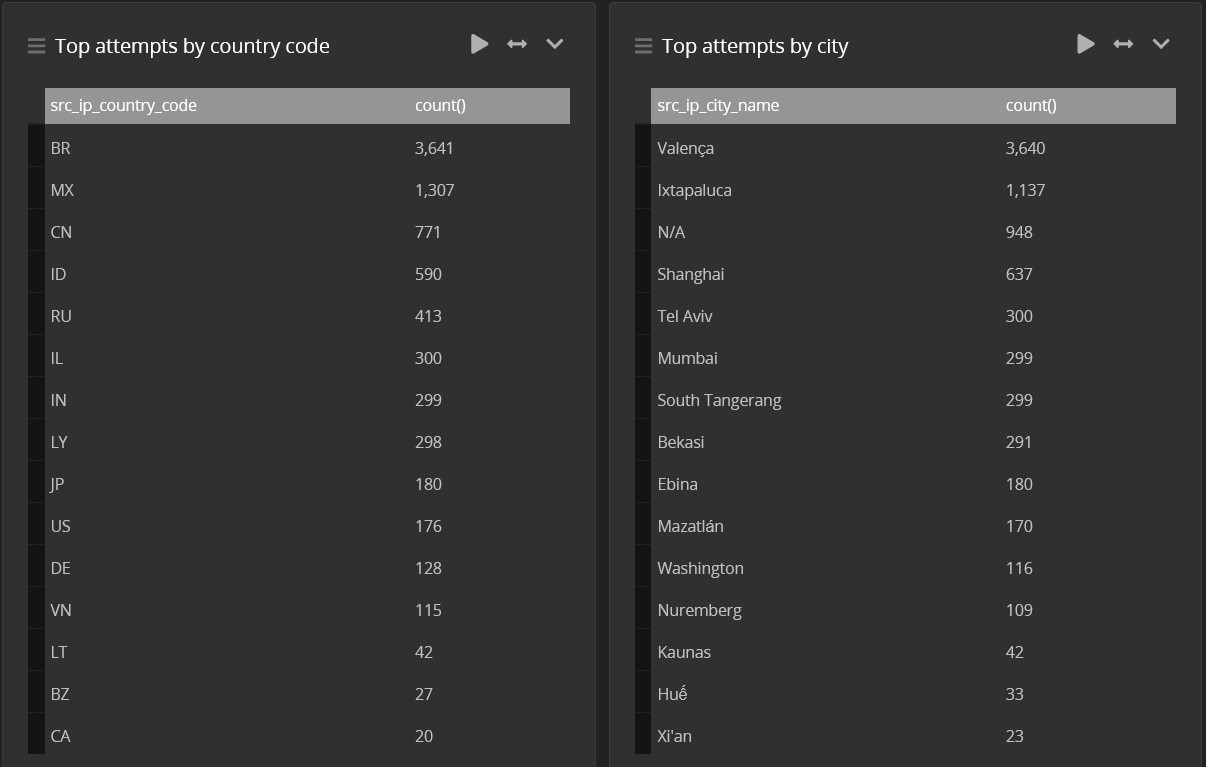 Top attempts by country code
src_ip_country_code count()
BR 3,641
MX 1,307
CN 771
ID 590
RU 413
IL 300
IN 299
LY 298
JP 180
US 176
DE 128
VN 115
LT 42
BZ 27
CA 20
Top attempts by city
src_ip_city_name count()
Valença 3,640
Ixtapaluca 1,137
N/A 948
Shanghai 637
Tel Aviv 300
Mumbai 299
South Tangerang 299
Bekasi 291
Ebina 180
Mazatlán 170
Washington 116
Nuremberg 109
Kaunas 42
Huế 33
Xi'an 23